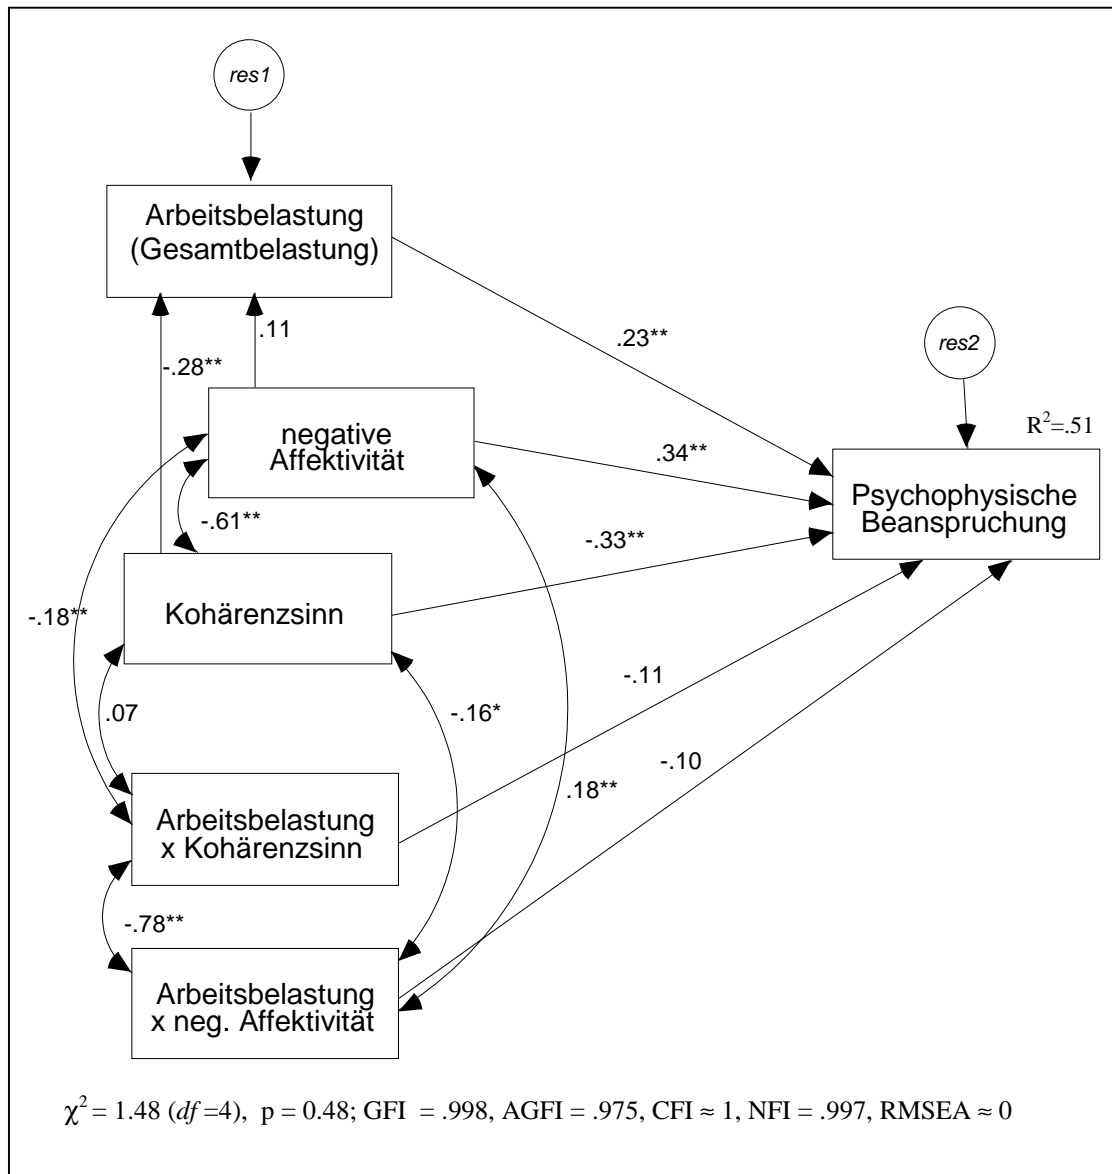 res1
Arbeitsbelastung
(Gesamtbelastung)
.11
-.28**
.23**
res2
R²=.51
negative
Affektivität
.34**
Psychophysische
Beanspruchung
-.61**
-.33**
Kohärenzsinn
-.18**
-.11
.07
-.16*
-.10
.18**
Arbeitsbelastung
x Kohärenzsinn
-.78**
Arbeitsbelastung
x neg. Affektivität
χ² = 1.48 (df =4), p = 0.48; GFI = .998, AGFI = .975, CFI ≈ 1, NFI = .997, RMSEA ≈ 0